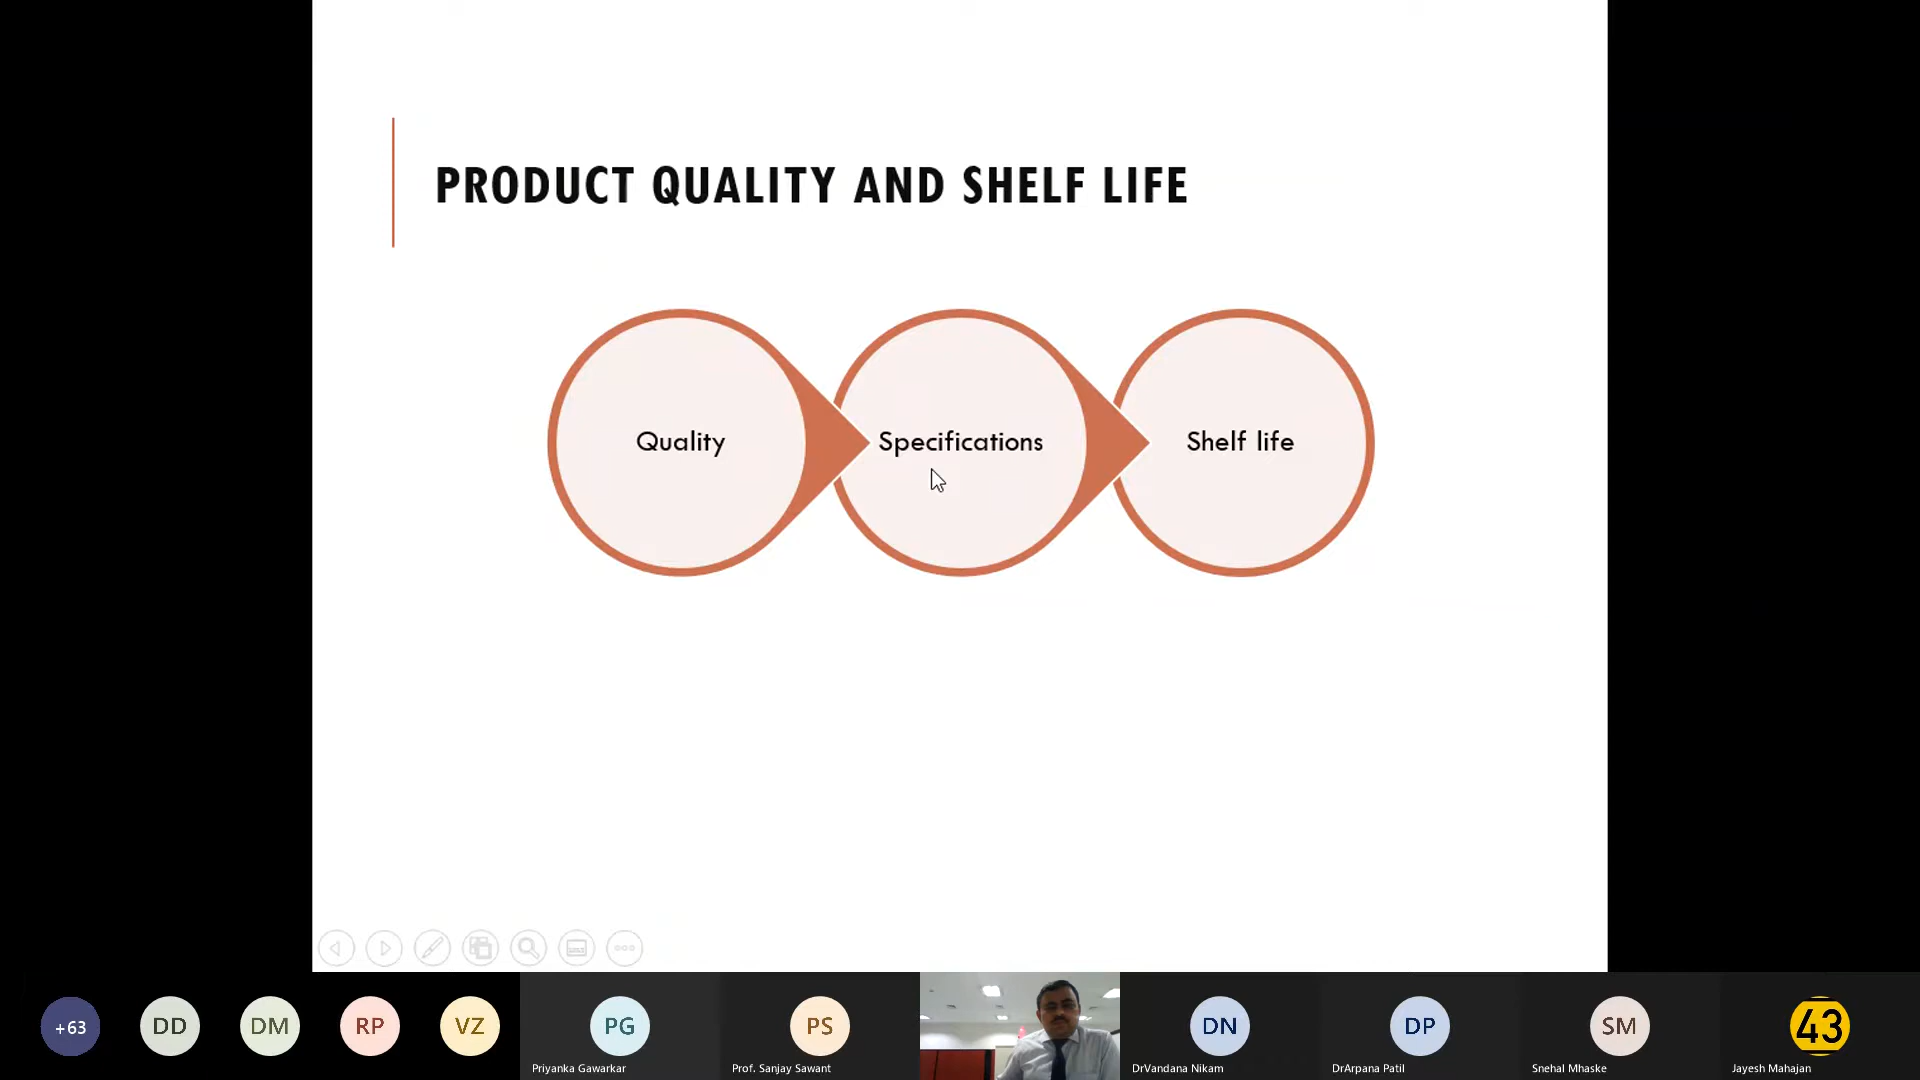 PRODUCT QUALITY AND SHELF LIFE
Quality
Specifications
Shelf life
+63
DD
DM
RP
VZ
PG
PS
DN
DP
SM
43
Priyanka Gawarkar
Prof. Sanjay Sawant
DrVandana Nikam
DrArpana Patil
Snehal Mhaske
Jayesh Mahajan